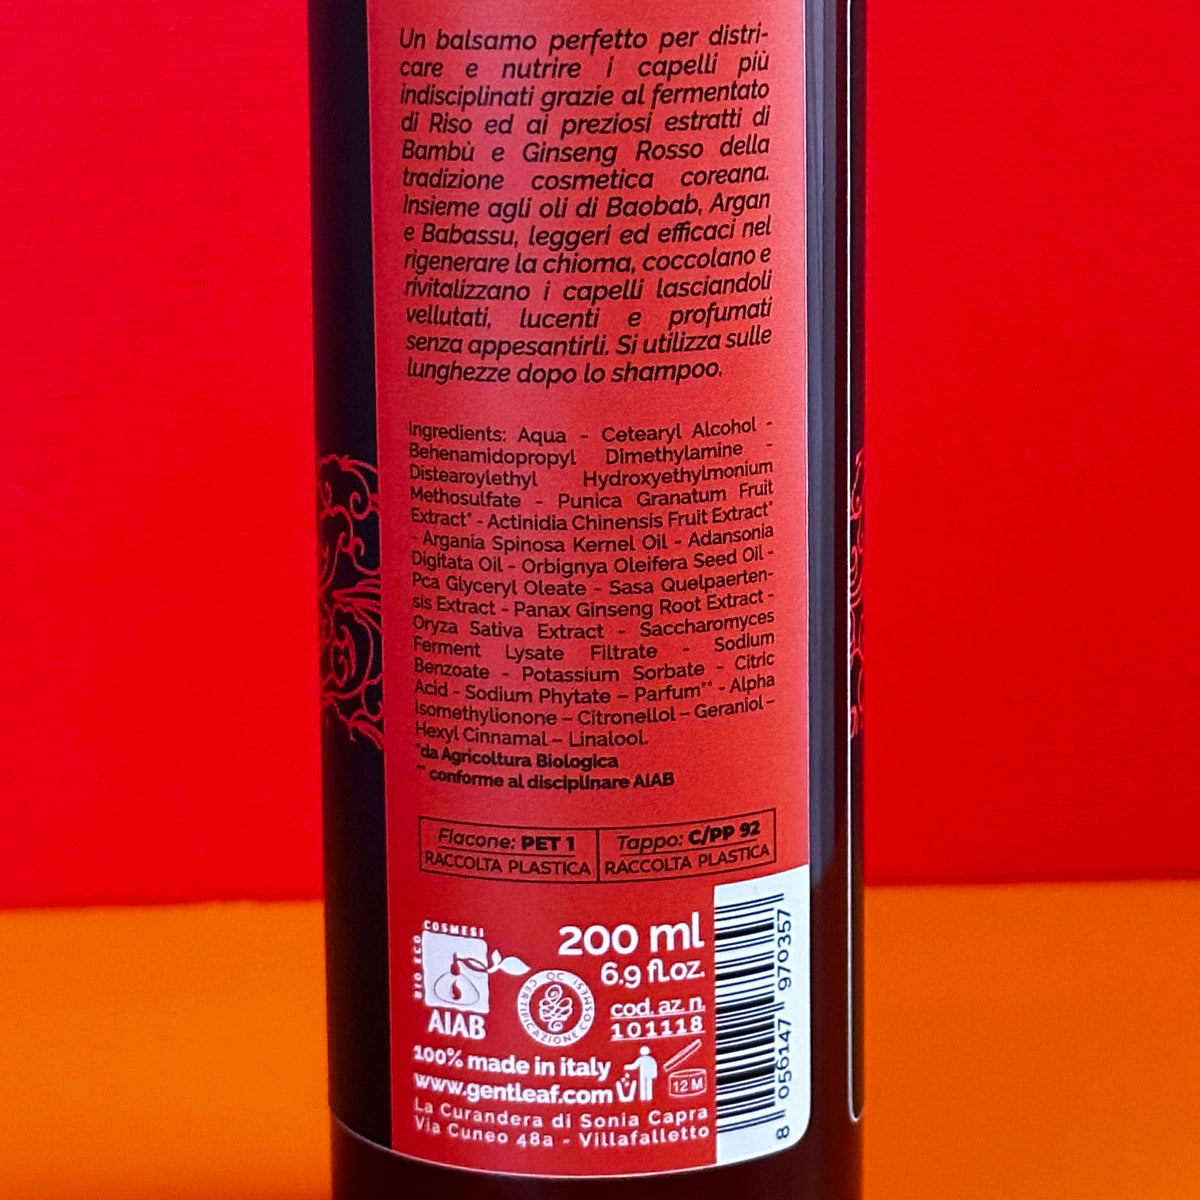 Un balsamo perfetto per distri-
care e nutrire i capelli più
indisciplinati grazie al fermentato
di Riso ed ai preziosi estratti di
Bambù e Ginseng Rosso della
tradizione cosmetica coreana.
Insieme agli oli di Baobab, Argan
e Babassu, leggeri ed efficaci nel
rigenerare la chioma, coccolano e
rivitalizzano i capelli lasciandoli
vellutati, lucenti e profumati
senza appesantirli. Si utilizza sulle
lunghezze dopo lo shampoo.
Ingredients: Aqua - Cetearyl Alcohol -
Behenamidopropyl Dimethylamine -
Distearoylethyl Hydroxyethylmonium
Methosulfate - Punica Granatum Fruit
Extract* - Actinidia Chinensis Fruit Extract*
- Argania Spinosa Kernel Oil - Adansonia
Digitata Oil - Orbignya Oleifera Seed Oil -
Pca Glyceryl Oleate - Sasa Quelpaerten-
sis Extract - Panax Ginseng Root Extract -
Oryza Sativa Extract - Saccharomyces
Ferment Lysate Filtrate - Sodium
Benzoate - Potassium Sorbate - Citric
Acid - Sodium Phytate – Parfum** - Alpha
Isomethylionone – Citronellol – Geraniol –
Hexyl Cinnamal – Linalool.
*da Agricoltura Biologica
** conforme al disciplinare AIAB
Flacone: PET 1
RACCOLTA PLASTICA
Tappo: C/PP 92
RACCOLTA PLASTICA
COSMESI
BIO ECO
AIAB
QC CERTIFICAZIONE COSMESI
200 ml
6.9 fl.oz.
cod. az. n.
101118
100% made in italy
www.gentleaf.com
12 M
La Curandera di Sonia Capra
Via Cuneo 48a - Villafalletto
8 056147 970357